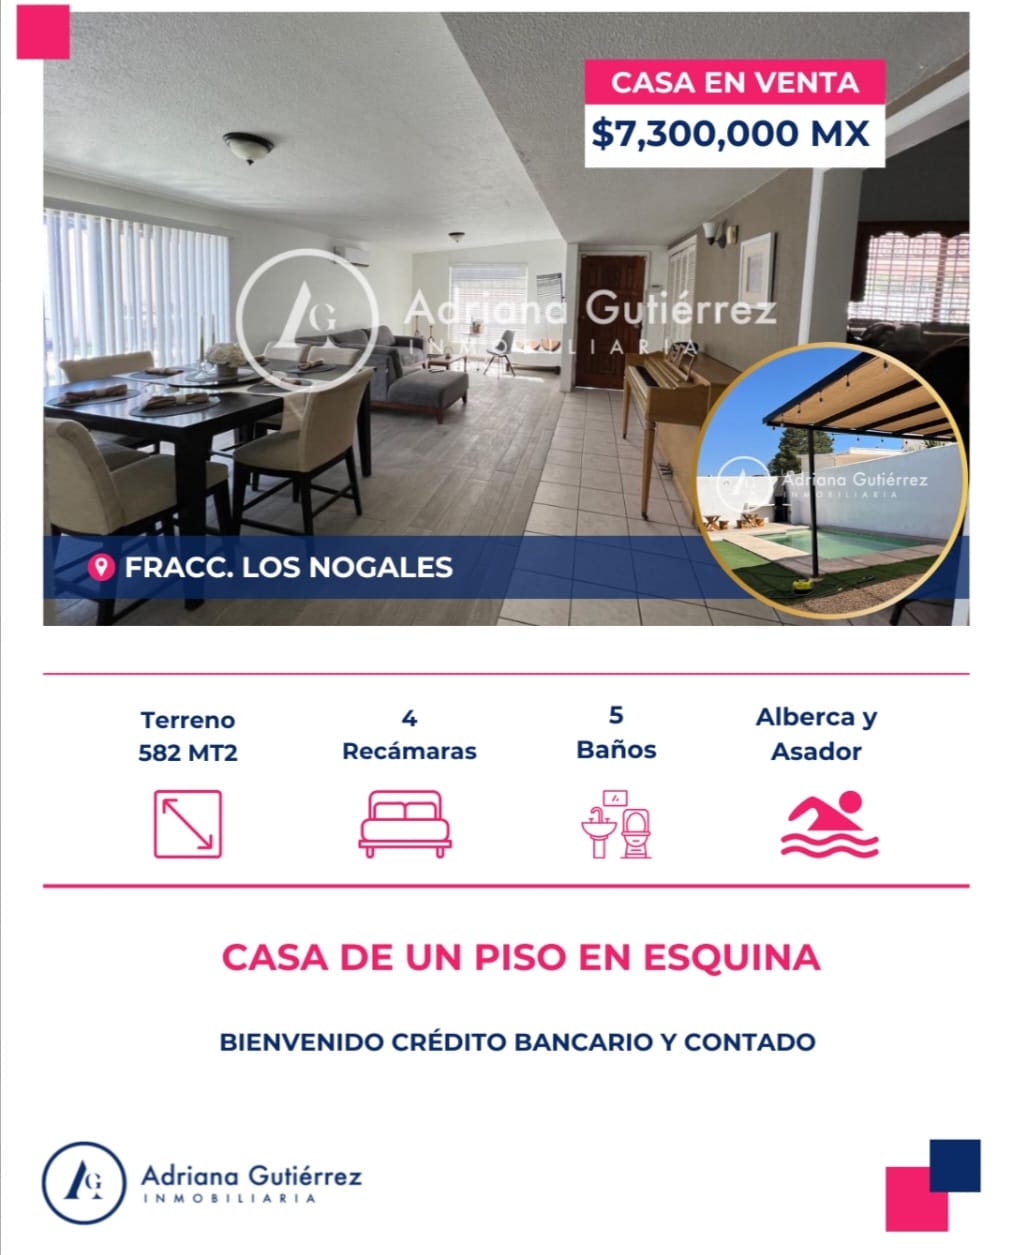 CASA EN VENTA
$7,300,000 MX
AG
Adriana Gutiérrez
INMOBILIARIA
AG
Adriana Gutiérrez
INMOBILIARIA
FRACC. LOS NOGALES
Terreno
582 MT2
4
Recámaras
5
Baños
Alberca y
Asador
CASA DE UN PISO EN ESQUINA
BIENVENIDO CRÉDITO BANCARIO Y CONTADO
AG
Adriana Gutiérrez
INMOBILIARIA